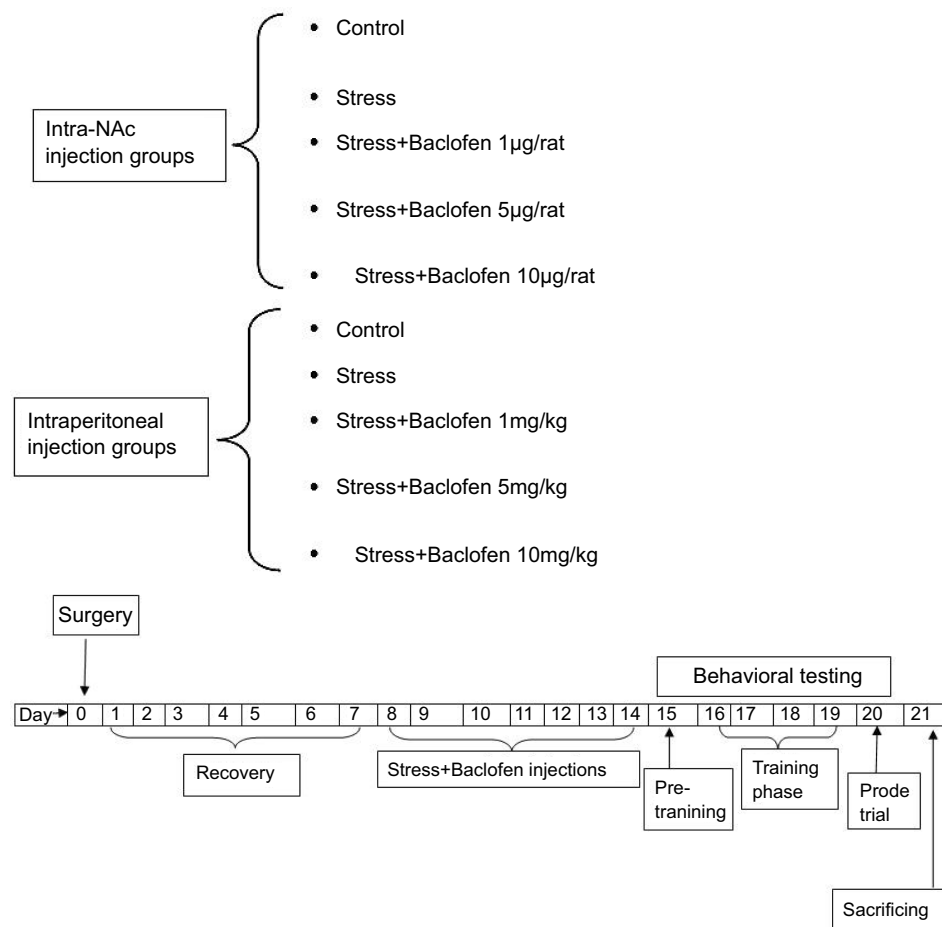 • Control
• Stress
Intra-NAc
injection groups
• Stress+Baclofen 1µg/rat
• Stress+Baclofen 5µg/rat
• Stress+Baclofen 10µg/rat
• Control
• Stress
Intraperitoneal
injection groups
• Stress+Baclofen 1mg/kg
• Stress+Baclofen 5mg/kg
• Stress+Baclofen 10mg/kg
Surgery
Behavioral testing
Day 0 1 2 3 4 5 6 7 8 9 10 11 12 13 14 15 16 17 18 19 20 21
Recovery
Stress+Baclofen injections
Pre-
tranining
Training
phase
Prode
trial
Sacrificing